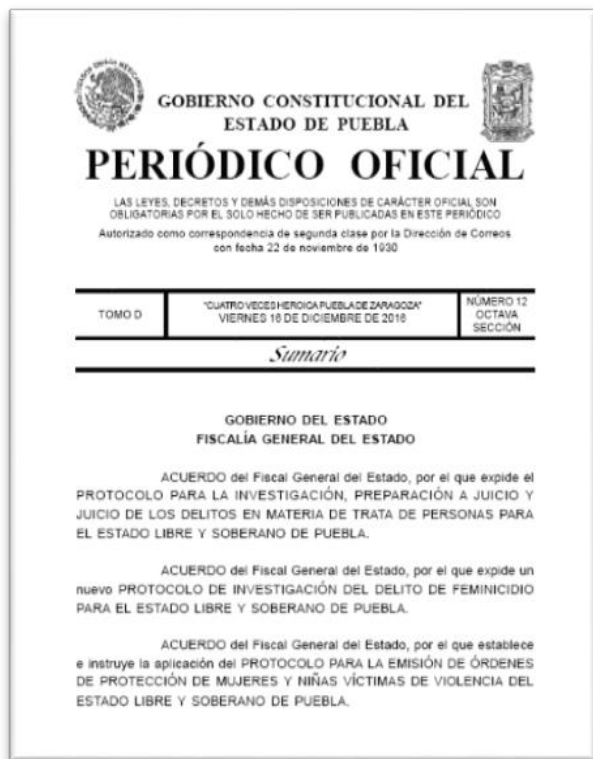 GOBIERNO CONSTITUCIONAL DEL
ESTADO DE PUEBLA
PERIÓDICO OFICIAL
LAS LEYES, DECRETOS Y DEMÁS DISPOSICIONES DE CARÁCTER OFICIAL SON
OBLIGATORIAS POR EL SOLO HECHO DE SER PUBLICADAS EN ESTE PERIÓDICO
Autorizado como correspondencia de segunda clase por la Dirección de Correos
con fecha 22 de noviembre de 1930
TOMO D
"CUATRO VECES HEROICA PUEBLA DE ZARAGOZA"
VIERNES 16 DE DICIEMBRE DE 2016
NÚMERO 12
OCTAVA
SECCIÓN
Sumario
GOBIERNO DEL ESTADO
FISCALÍA GENERAL DEL ESTADO
ACUERDO del Fiscal General del Estado, por el que expide el
PROTOCOLO PARA LA INVESTIGACIÓN, PREPARACIÓN A JUICIO Y
JUICIO DE LOS DELITOS EN MATERIA DE TRATA DE PERSONAS PARA
EL ESTADO LIBRE Y SOBERANO DE PUEBLA.
ACUERDO del Fiscal General del Estado, por el que expide un
nuevo PROTOCOLO DE INVESTIGACIÓN DEL DELITO DE FEMINICIDIO
PARA EL ESTADO LIBRE Y SOBERANO DE PUEBLA.
ACUERDO del Fiscal General del Estado, por el que establece
e instruye la aplicación del PROTOCOLO PARA LA EMISIÓN DE ÓRDENES
DE PROTECCIÓN DE MUJERES Y NIÑAS VÍCTIMAS DE VIOLENCIA DEL
ESTADO LIBRE Y SOBERANO DE PUEBLA.